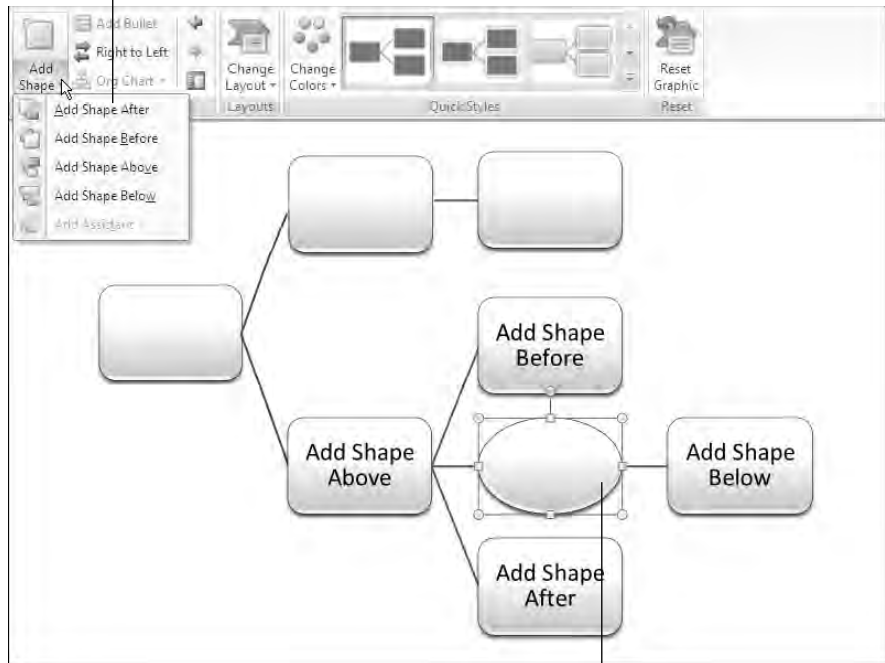 Add Bullet
Right to Left
Org Chart
Add
Shape
Change
Layout
Change
Colors
Reset
Graphic
Layouts
Quick Styles
Reset
Add Shape After
Add Shape Before
Add Shape Above
Add Shape Below
Add Assistant
Add Shape
Before
Add Shape
Above
Add Shape
Below
Add Shape
After